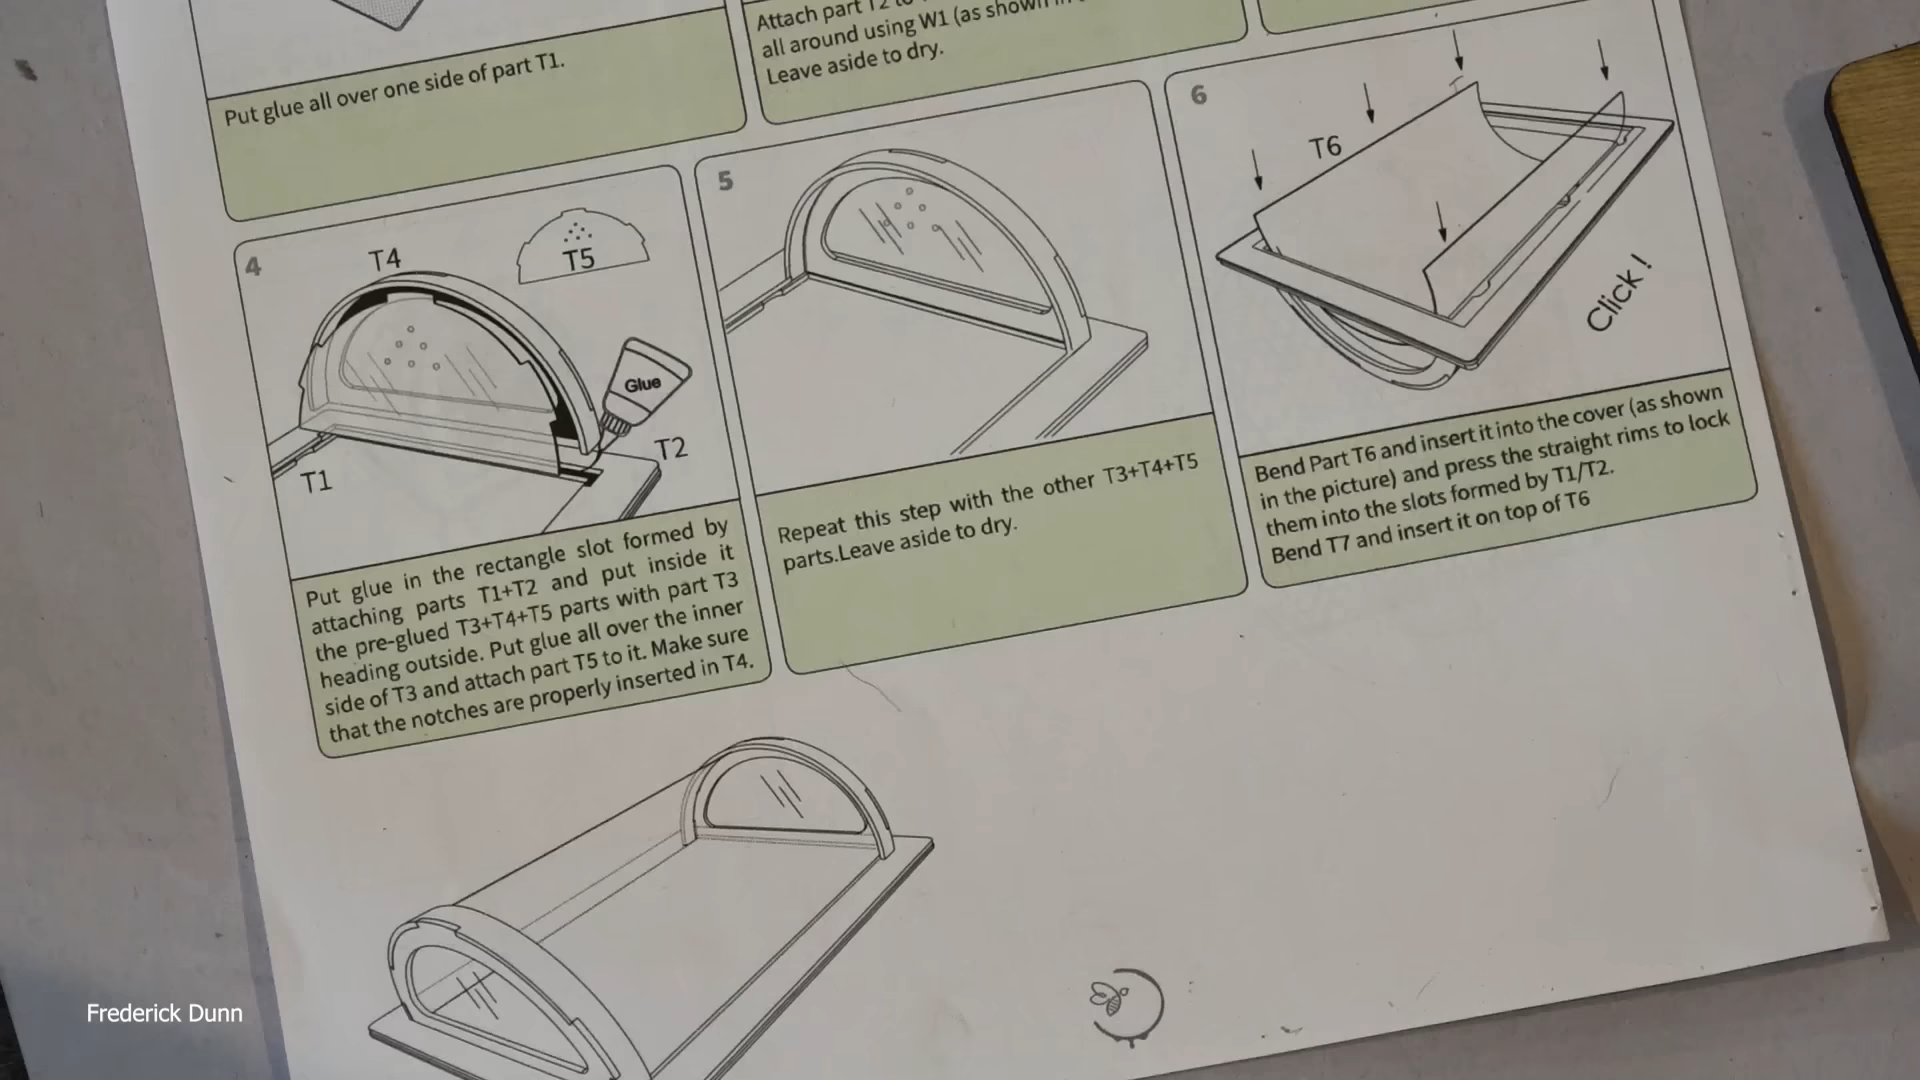 Put glue all over one side of part T1.
Attach part T2 to
all around using W1 (as shown in
Leave aside to dry.
4
T4
T5
Glue
T2
T1
Put glue in the rectangle slot formed by
attaching parts T1+T2 and put inside it
the pre-glued T3+T4+T5 parts with part T3
heading outside. Put glue all over the inner
side of T3 and attach part T5 to it. Make sure
that the notches are properly inserted in T4.
5
Repeat this step with the other T3+T4+T5
parts.Leave aside to dry.
6
T6
Click !
Bend Part T6 and insert it into the cover (as shown
in the picture) and press the straight rims to lock
them into the slots formed by T1/T2.
Bend T7 and insert it on top of T6
Frederick Dunn